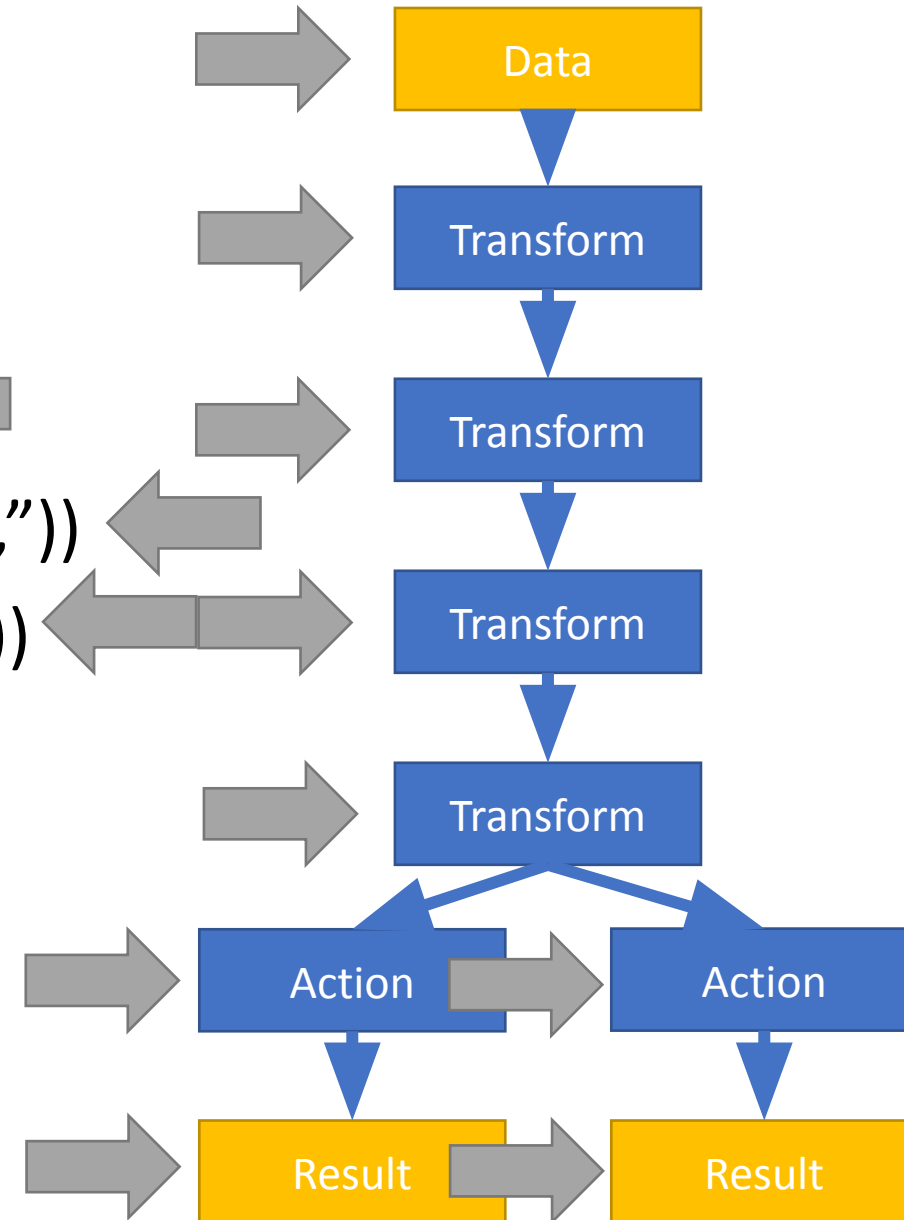 Data
Transform
Transform
,”))
Transform
))
Transform
Action Action
Result Result